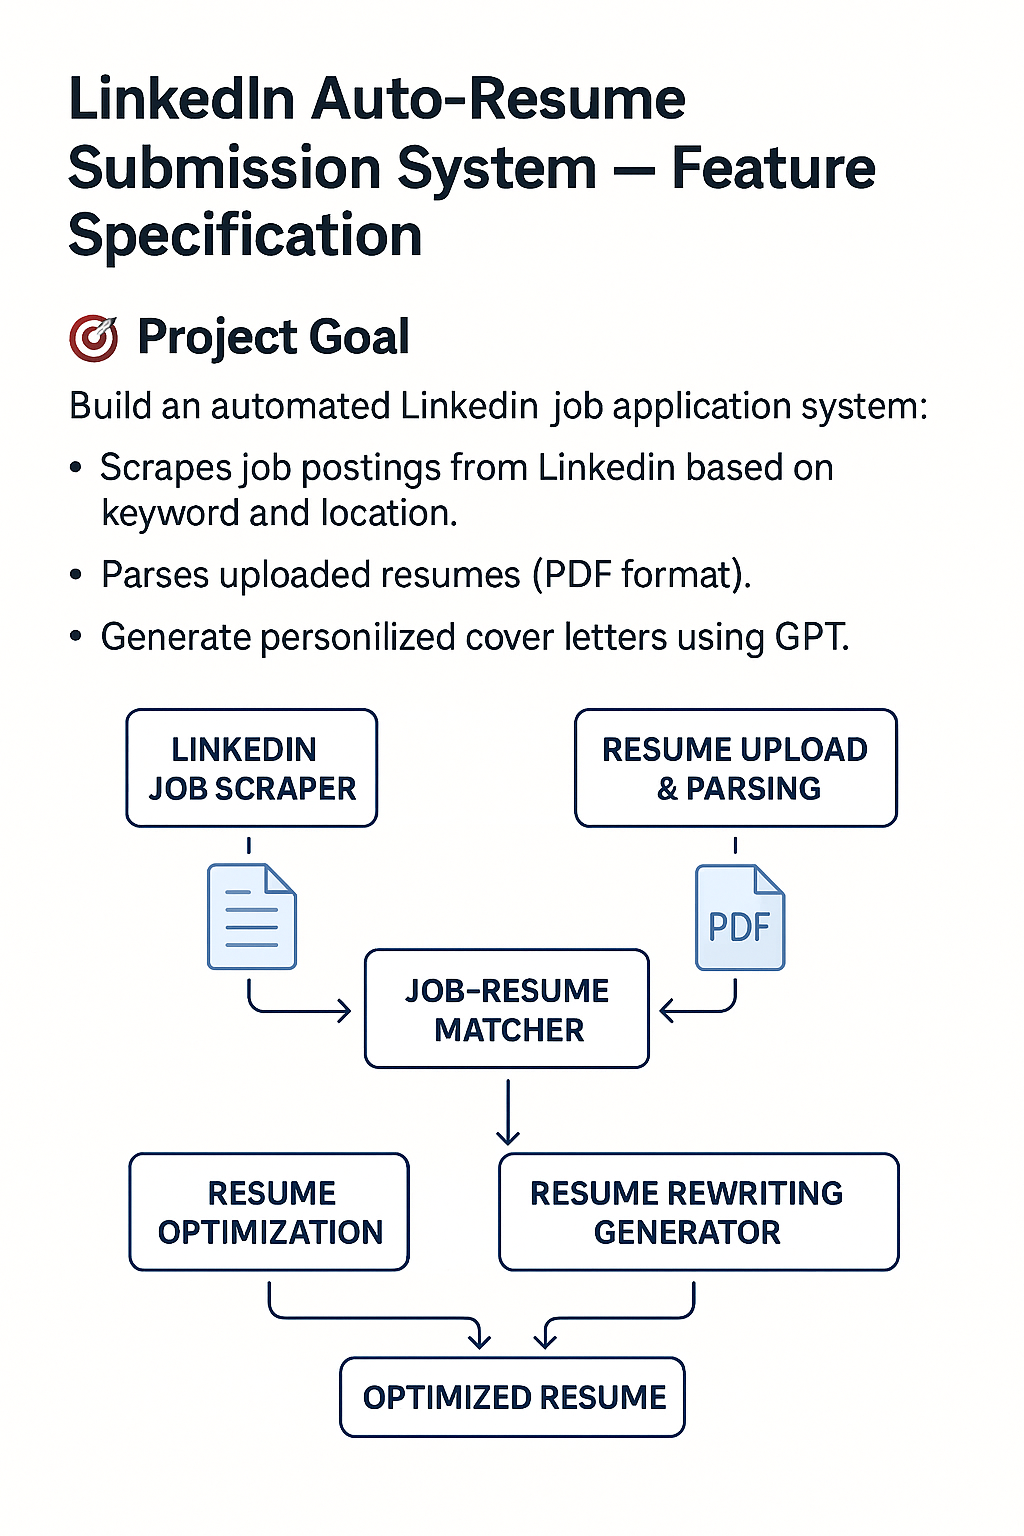 LinkedIn Auto-Resume
Submission System — Feature
Specification
Project Goal
Build an automated Linkedin job application system:
• Scrapes job postings from Linkedin based on
keyword and location.
• Parses uploaded resumes (PDF format).
• Generate personilized cover letters using GPT.
LINKEDIN
JOB SCRAPER
RESUME UPLOAD
& PARSING
PDF
JOB-RESUME
MATCHER
RESUME
OPTIMIZATION
RESUME REWRITING
GENERATOR
OPTIMIZED RESUME